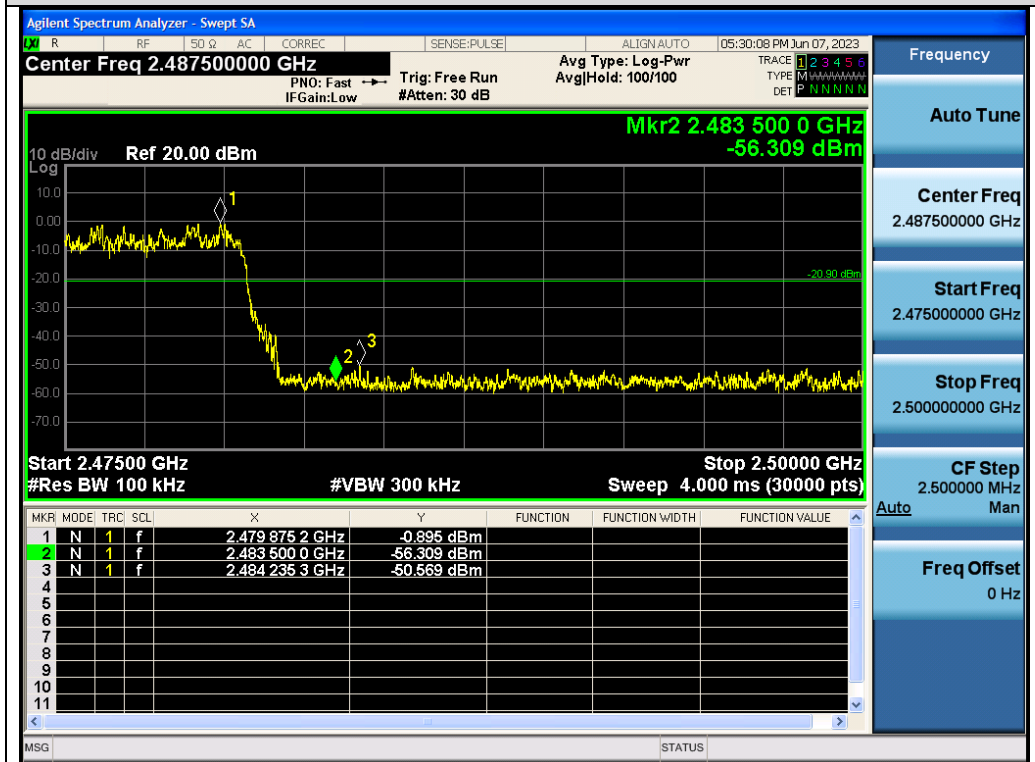 Agilent Spectrum Analyzer - Swept SA
LXI R RF 50 Ω AC CORREC SENSE:PULSE ALIGN AUTO 05:30:08 PM Jun 07, 2023
Center Freq 2.487500000 GHz
PNO: Fast
IFGain:Low
Trig: Free Run
#Atten: 30 dB
Avg Type: Log-Pwr
Avg|Hold: 100/100
TRACE 1 2 3 4 5 6
TYPE M
DET P N N N N N
Mkr2 2.483 500 0 GHz
-56.309 dBm
10 dB/div Ref 20.00 dBm
Log
10.0
0.00
-10.0
-20.0
-30.0
-40.0
-50.0
-60.0
-70.0
1
-20.90 dBm
2
3
Start 2.47500 GHz Stop 2.50000 GHz
#Res BW 100 kHz #VBW 300 kHz Sweep 4.000 ms (30000 pts)
MKR MODE TRC SCL X Y FUNCTION FUNCTION WIDTH FUNCTION VALUE
1 N 1 f 2.479 875 2 GHz -0.895 dBm
2 N 1 f 2.483 500 0 GHz -56.309 dBm
3 N 1 f 2.484 235 3 GHz -50.569 dBm
4
5
6
7
8
9
10
11
MSG STATUS
Frequency
Auto Tune
Center Freq
2.487500000 GHz
Start Freq
2.475000000 GHz
Stop Freq
2.500000000 GHz
CF Step
2.500000 MHz
Auto Man
Freq Offset
0 Hz